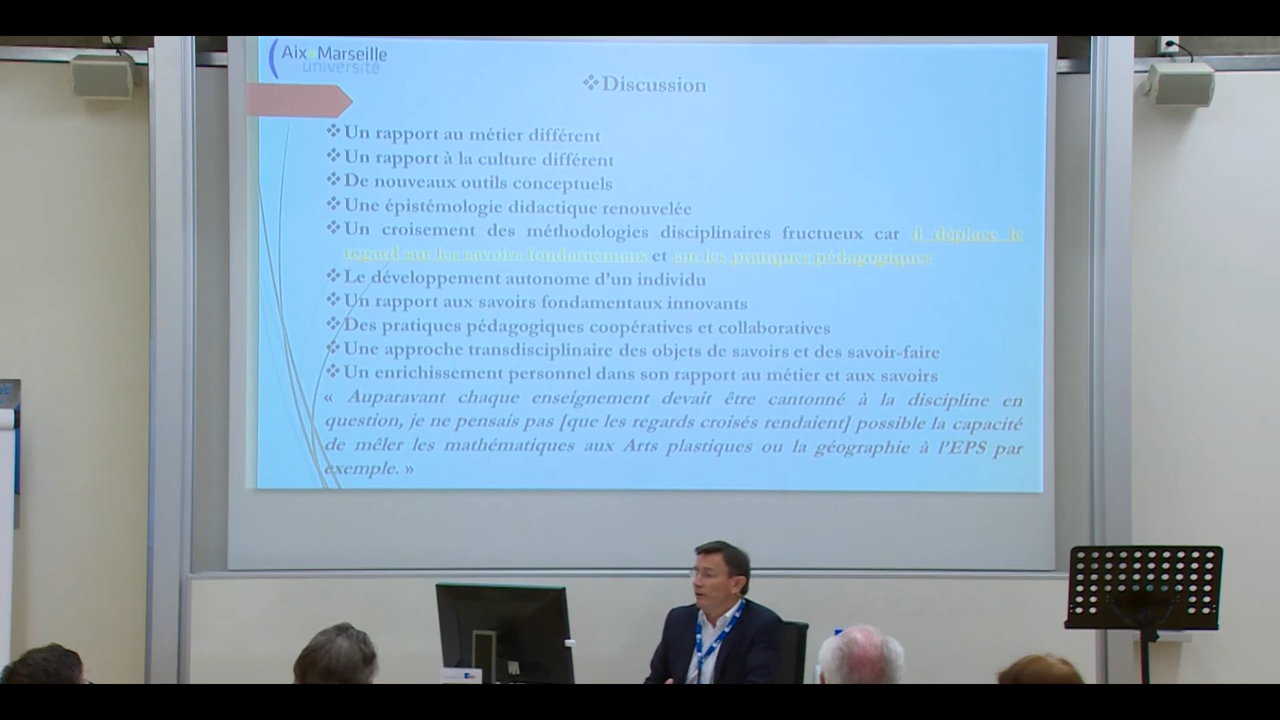 Aix*Marseille
université
❖Discussion
❖Un rapport au métier différent
❖Un rapport à la culture différent
❖De nouveaux outils conceptuels
❖Une épistémologie didactique renouvelée
❖Un croisement des méthodologies disciplinaires fructueux car il déplace le
regard sur les savoirs fondamentaux et sur les pratiques pédagogiques
❖Le développement autonome d'un individu
❖Un rapport aux savoirs fondamentaux innovants
❖Des pratiques pédagogiques coopératives et collaboratives
❖Une approche transdisciplinaire des objets de savoirs et des savoir-faire
❖Un enrichissement personnel dans son rapport au métier et aux savoirs
« Auparavant chaque enseignement devait être cantonné à la discipline en
question, je ne pensais pas [que les regards croisés rendaient] possible la capacité
de mêler les mathématiques aux Arts plastiques ou la géographie à l'EPS par
exemple. »